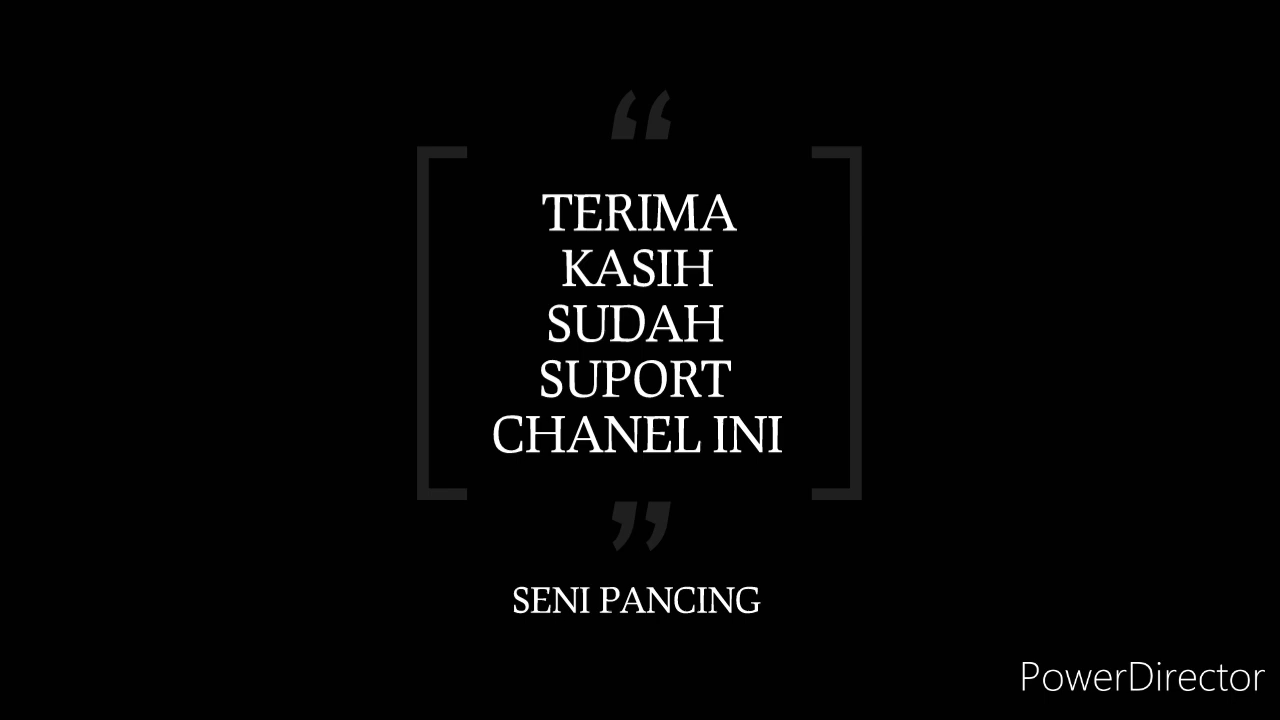 “
TERIMA
KASIH
SUDAH
SUPORT
CHANEL INI
”
SENI PANCING
PowerDirector